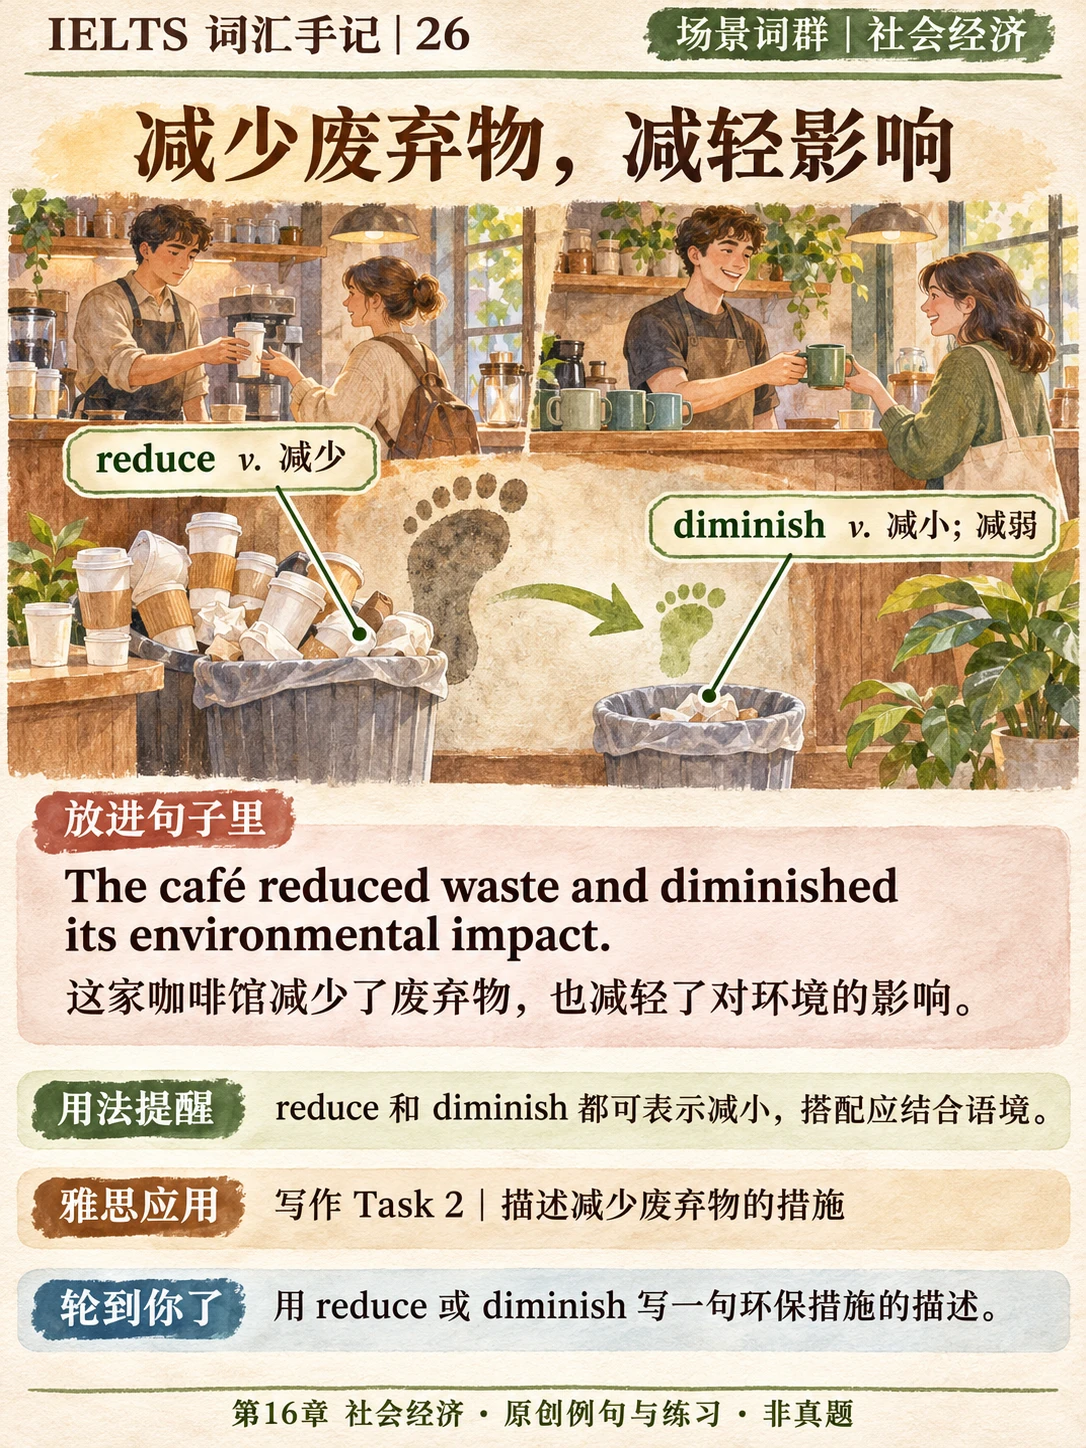 IELTS 词汇手记 | 26
场景词群 | 社会经济
减少废弃物，减轻影响
reduce v. 减少
diminish v. 减小；减弱
放进句子里
The café reduced waste and diminished
its environmental impact.
这家咖啡馆减少了废弃物，也减轻了对环境的影响。
用法提醒
reduce 和 diminish 都可表示减小，搭配应结合语境。
雅思应用
写作 Task 2 | 描述减少废弃物的措施
轮到你了
用 reduce 或 diminish 写一句环保措施的描述。
第16章 社会经济 · 原创例句与练习 · 非真题